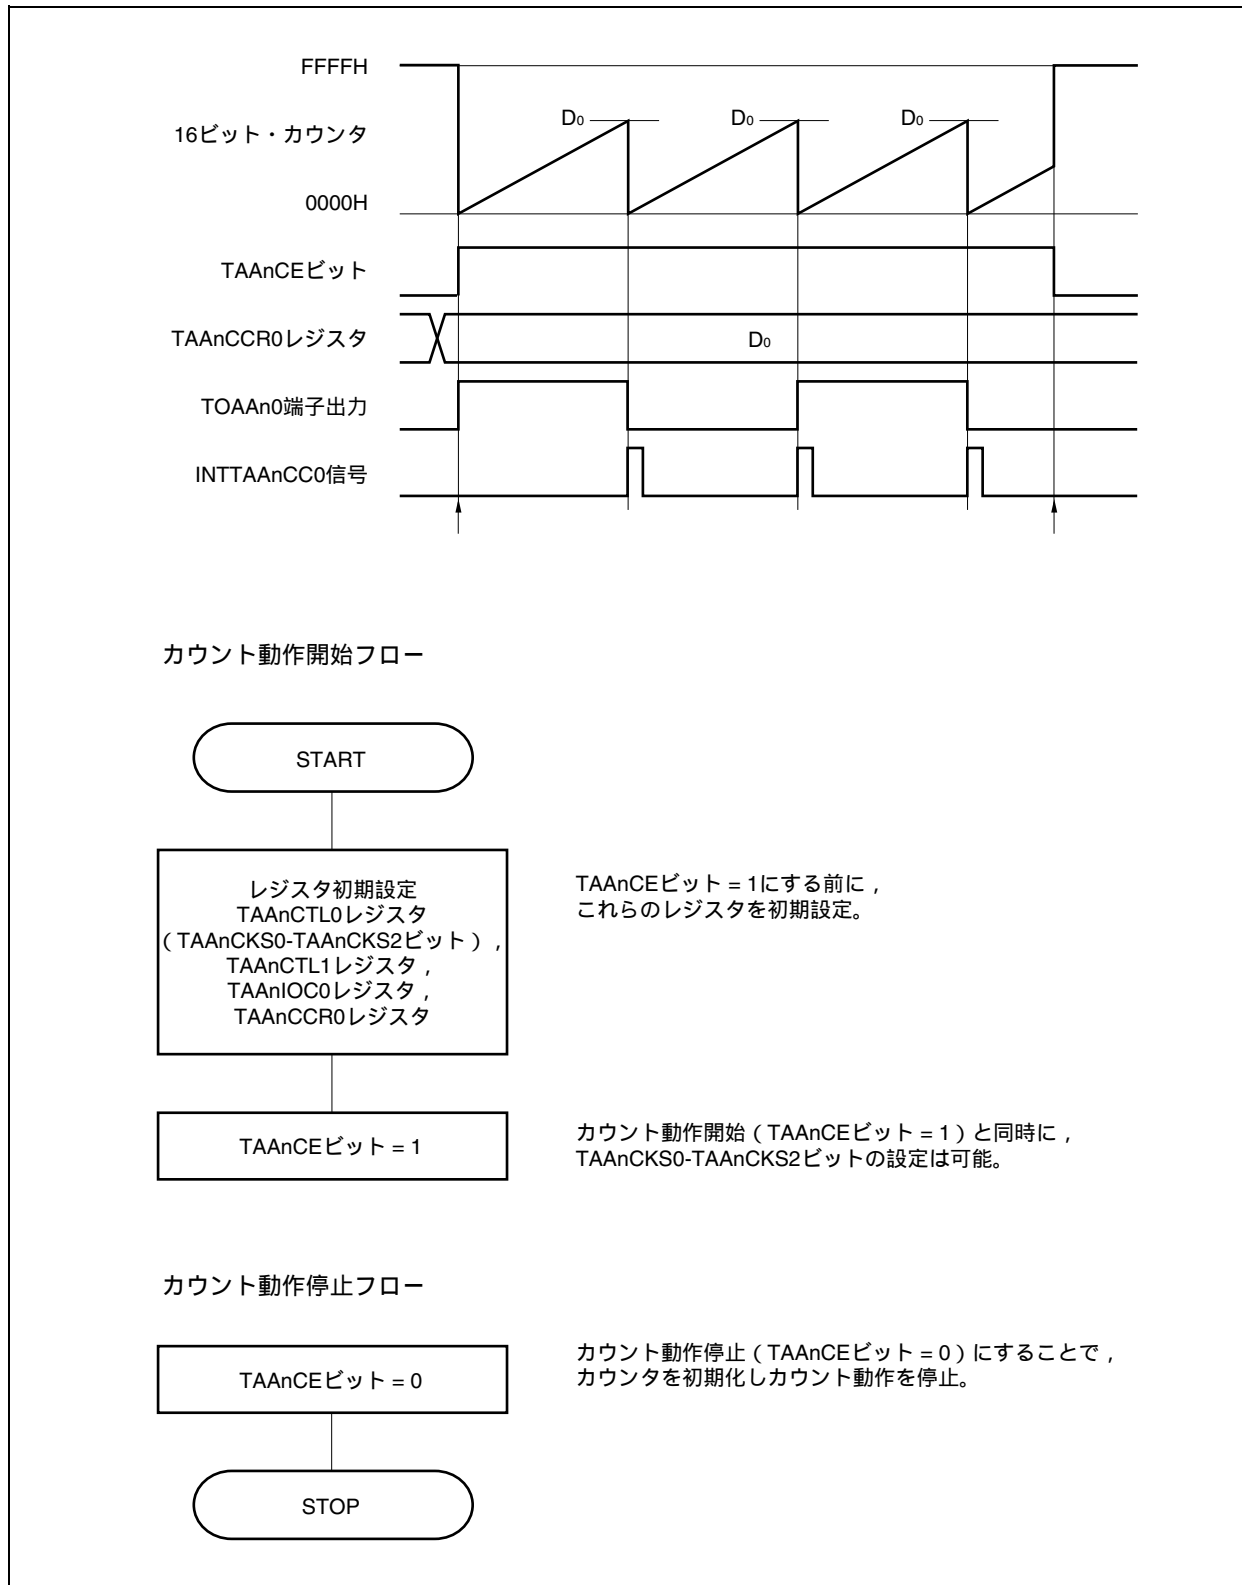 FFFFH
D0
D0
D0
16ビット・カウンタ
0000H
TAAnCEビット
TAAnCCR0レジスタ
D0
TOAAn0端子出力
INTTAAnCC0信号
カウント動作開始フロー
START
レジスタ初期設定
TAAnCTL0レジスタ
（TAAnCKS0-TAAnCKS2ビット），
TAAnCTL1レジスタ，
TAAnIOC0レジスタ，
TAAnCCR0レジスタ
TAAnCEビット = 1にする前に，
これらのレジスタを初期設定。
TAAnCEビット = 1
カウント動作開始（TAAnCEビット = 1）と同時に，
TAAnCKS0-TAAnCKS2ビットの設定は可能。
カウント動作停止フロー
TAAnCEビット = 0
カウント動作停止（TAAnCEビット = 0）にすることで，
カウンタを初期化しカウント動作を停止。
STOP